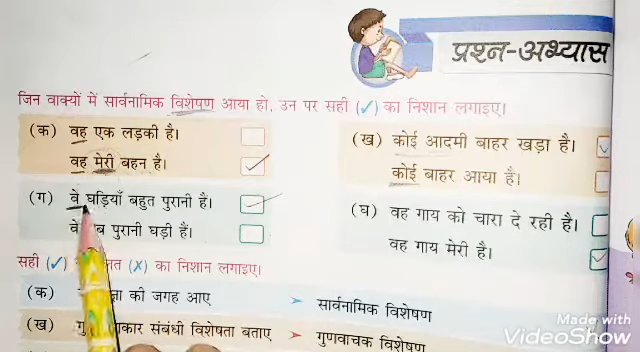 प्रश्न-अभ्यास
जिन वाक्यों में सार्वनामिक विशेषण आया हो, उन पर सही (✓) का निशान लगाइए।
(क) वह एक लड़की है।
वह मेरी बहन है।
(ख) कोई आदमी बाहर खड़ा है।
कोई बाहर आया है।
(ग) वे घड़ियाँ बहुत पुरानी हैं।
वे पुरानी घड़ी हैं।
(घ) वह गाय को चारा दे रही है।
वह गाय मेरी है।
सही (✓) (X) का निशान लगाइए।
(क) की जगह आए ➤ सार्वनामिक विशेषण
(ख) संबंधी विशेषता बताए ➤ गुणवाचक विशेषण
Made with
VideoShow